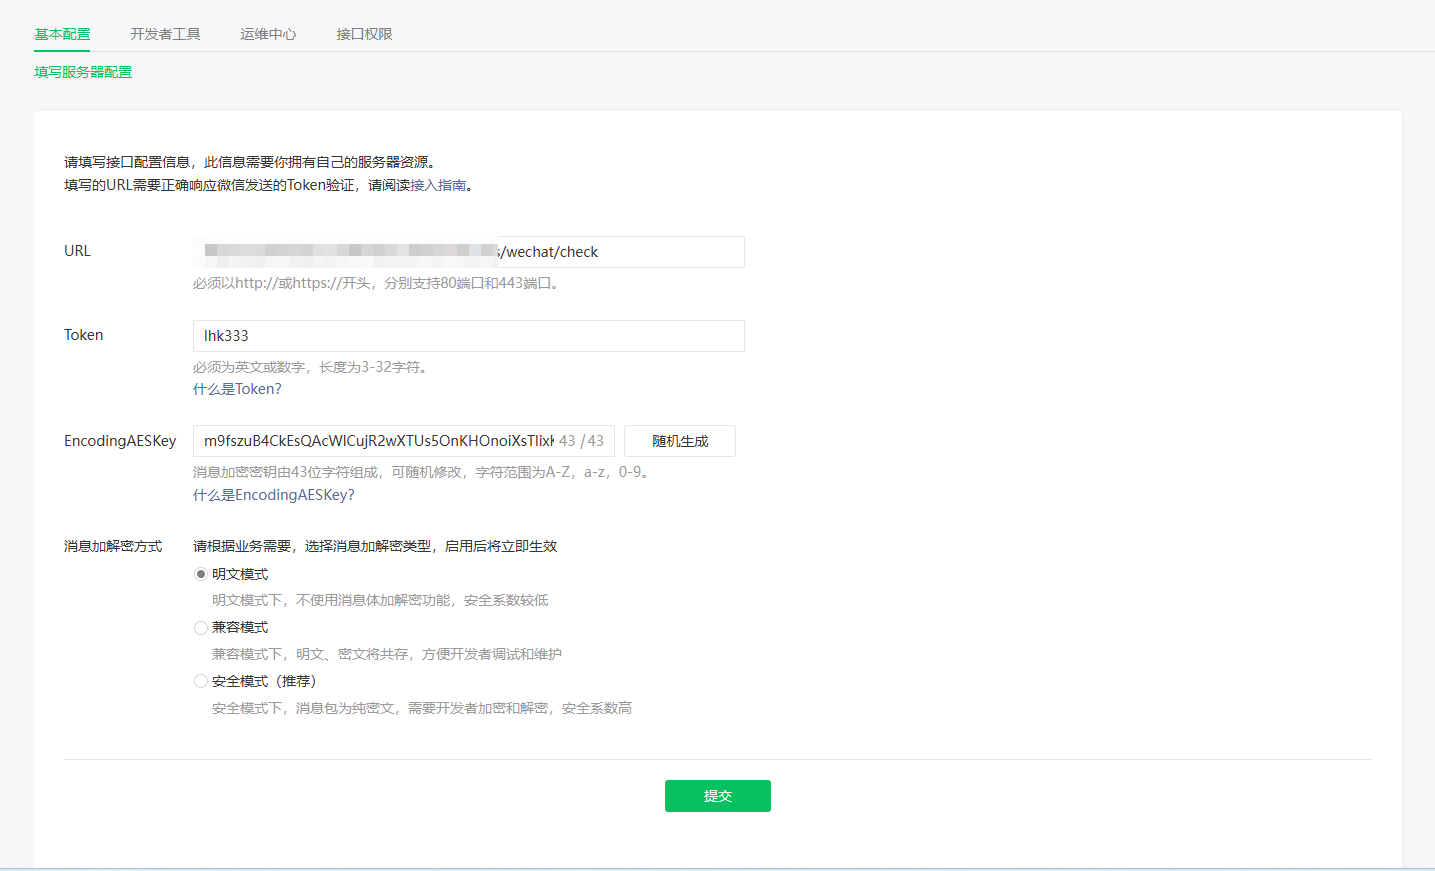 基本配置 开发者工具 运维中心 接口权限
填写服务器配置
请填写接口配置信息，此信息需要你拥有自己的服务器资源。
填写的URL需要正确响应微信发送的Token验证，请阅读接入指南。
URL /wechat/check
必须以http://或https://开头，分别支持80端口和443端口。
Token lhk333
必须为英文或数字，长度为3-32字符。
什么是Token?
EncodingAESKey 43 /43 随机生成
消息加密密钥由43位字符组成，可随机修改，字符范围为A-Z，a-z，0-9。
什么是EncodingAESKey?
消息加解密方式 请根据业务需要，选择消息加解密类型，启用后将立即生效
明文模式
明文模式下，不使用消息体加解密功能，安全系数较低
兼容模式
兼容模式下，明文、密文将共存，方便开发者调试和维护
安全模式（推荐）
安全模式下，消息包为纯密文，需要开发者加密和解密，安全系数高
提交